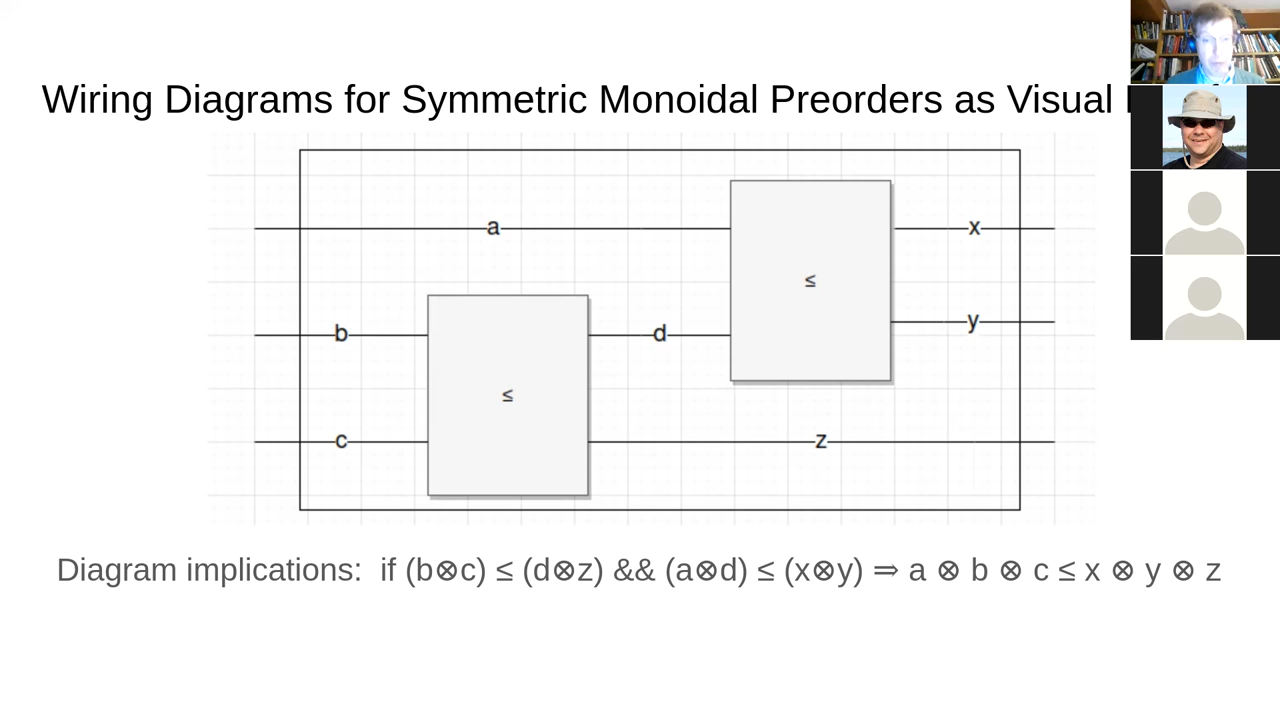 Wiring Diagrams for Symmetric Monoidal Preorders as Visual
a
x
≤
b
d
y
≤
c
z
Diagram implications: if (b⊗c) ≤ (d⊗z) && (a⊗d) ≤ (x⊗y) ⇒ a ⊗ b ⊗ c ≤ x ⊗ y ⊗ z